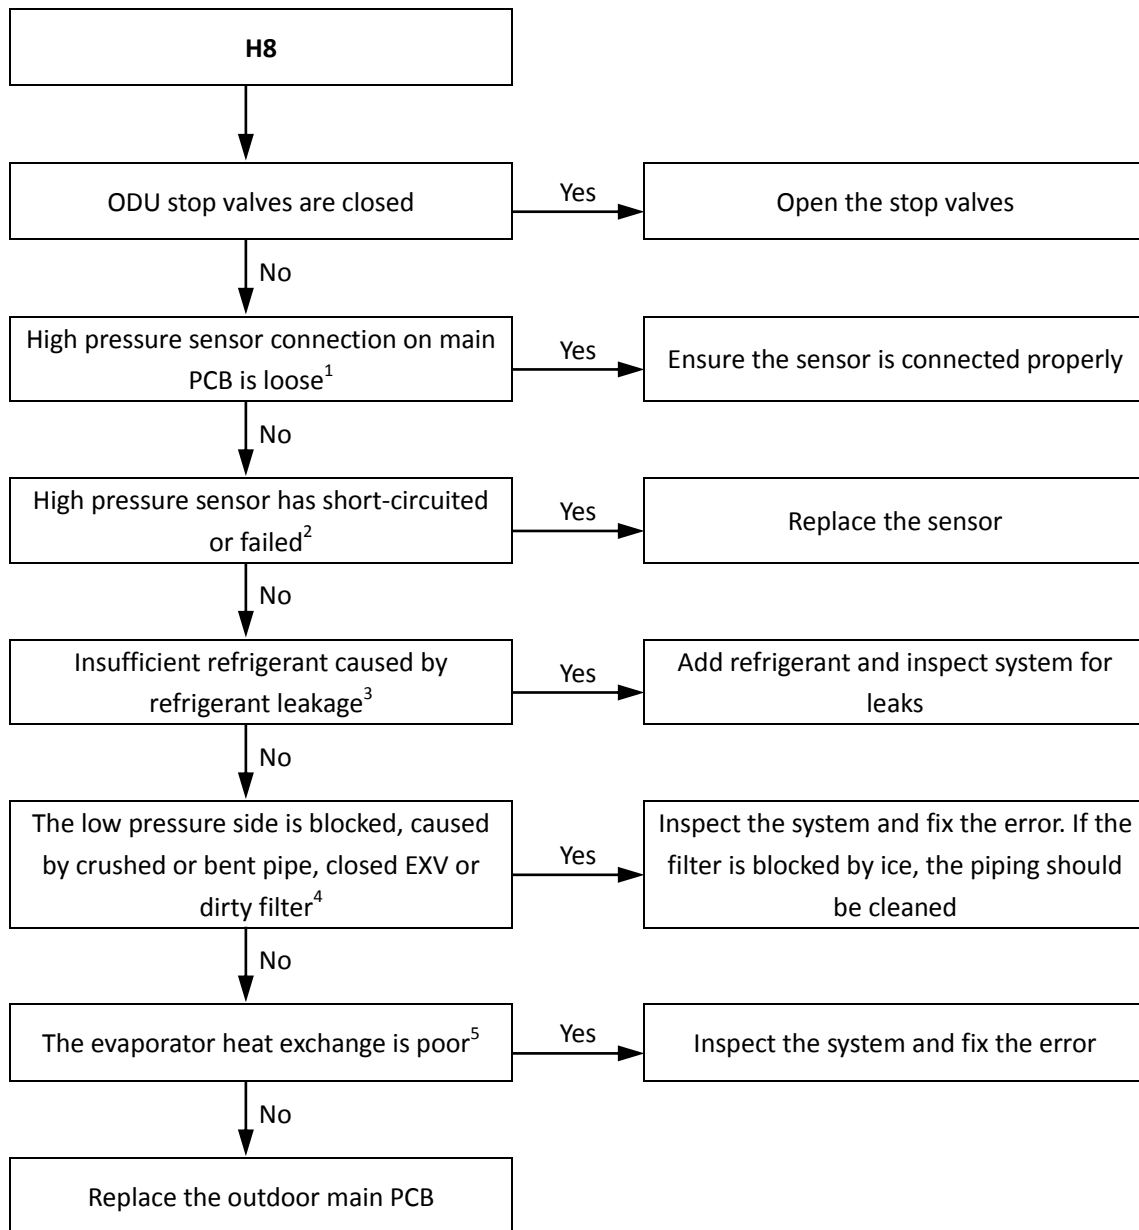 H8
ODU stop valves are closed
Yes
Open the stop valves
No
High pressure sensor connection on main
PCB is loose1
Yes
Ensure the sensor is connected properly
No
High pressure sensor has short-circuited
or failed2
Yes
Replace the sensor
No
Insufficient refrigerant caused by
refrigerant leakage3
Yes
Add refrigerant and inspect system for
leaks
No
The low pressure side is blocked, caused
by crushed or bent pipe, closed EXV or
dirty filter4
Yes
Inspect the system and fix the error. If the
filter is blocked by ice, the piping should
be cleaned
No
The evaporator heat exchange is poor5
Yes
Inspect the system and fix the error
No
Replace the outdoor main PCB